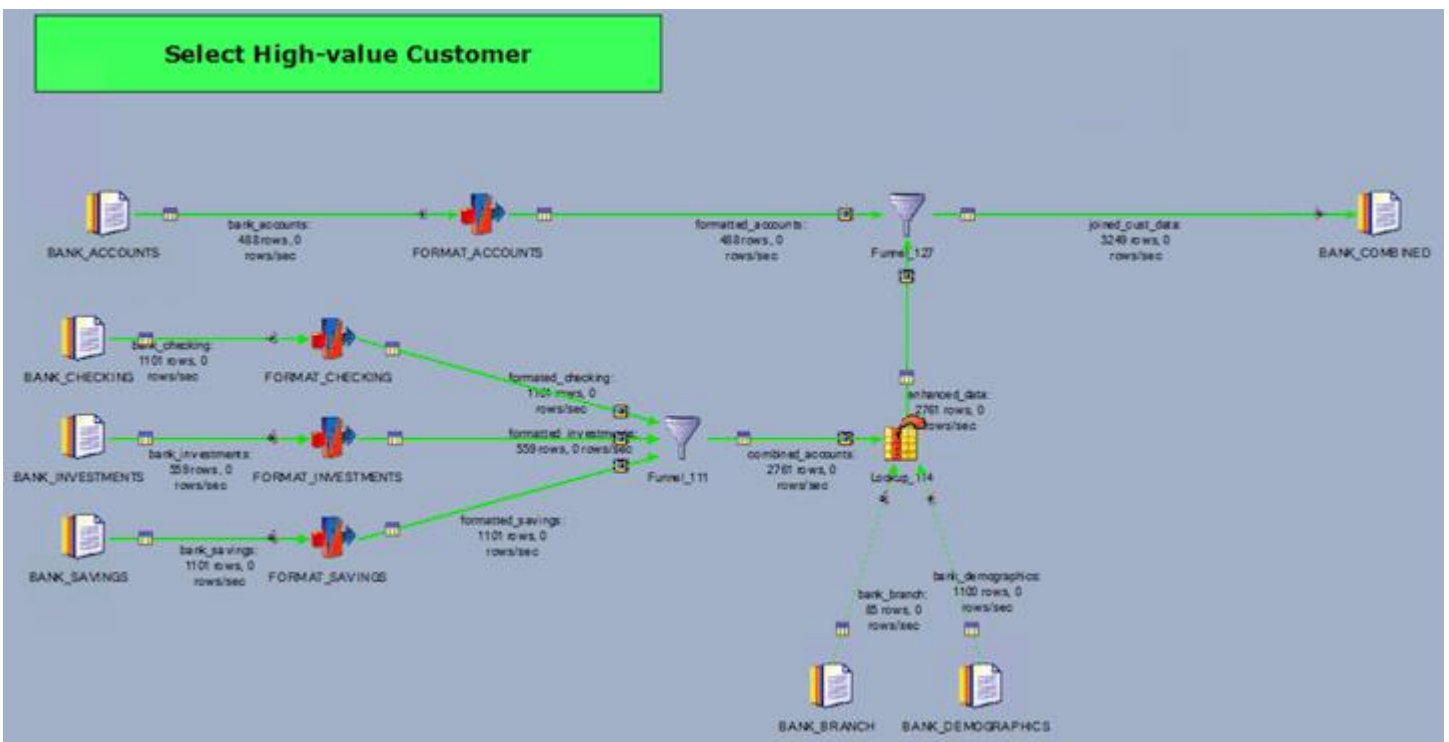 Select High-value Customer
bank_accounts:
488 rows, 0
rows/sec
BANK_ACCOUNTS
FORMAT_ACCOUNTS
formatted_accounts:
488 rows, 0
rows/sec
Funnel_127
joined_cust_data:
3249 rows, 0
rows/sec
BANK_COMBINED
bank_checking:
1101 rows, 0
rows/sec
BANK_CHECKING
FORMAT_CHECKING
formated_checking:
1101 rows, 0
rows/sec
enhanced_data:
2761 rows, 0
rows/sec
bank_investments:
559 rows, 0
rows/sec
BANK_INVESTMENTS
FORMAT_INVESTMENTS
formatted_investments:
559 rows, 0 rows/sec
Funnel_111
combined_accounts:
2761 rows, 0
rows/sec
Lookup_114
bank_savings:
1101 rows, 0
rows/sec
BANK_SAVINGS
FORMAT_SAVINGS
formatted_savings:
1101 rows, 0
rows/sec
bank_branch:
85 rows, 0
rows/sec
bank_demographics:
1100 rows, 0
rows/sec
BANK_BRANCH
BANK_DEMOGRAPHICS